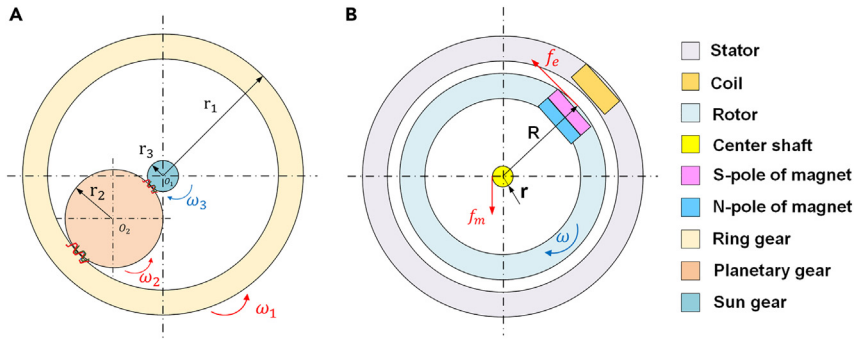 A
r₁
r₃
O₁
ω₃
r₂
O₂
ω₂
ω₁
B
fₑ
R
r
fₘ
ω
Stator
Coil
Rotor
Center shaft
S-pole of magnet
N-pole of magnet
Ring gear
Planetary gear
Sun gear